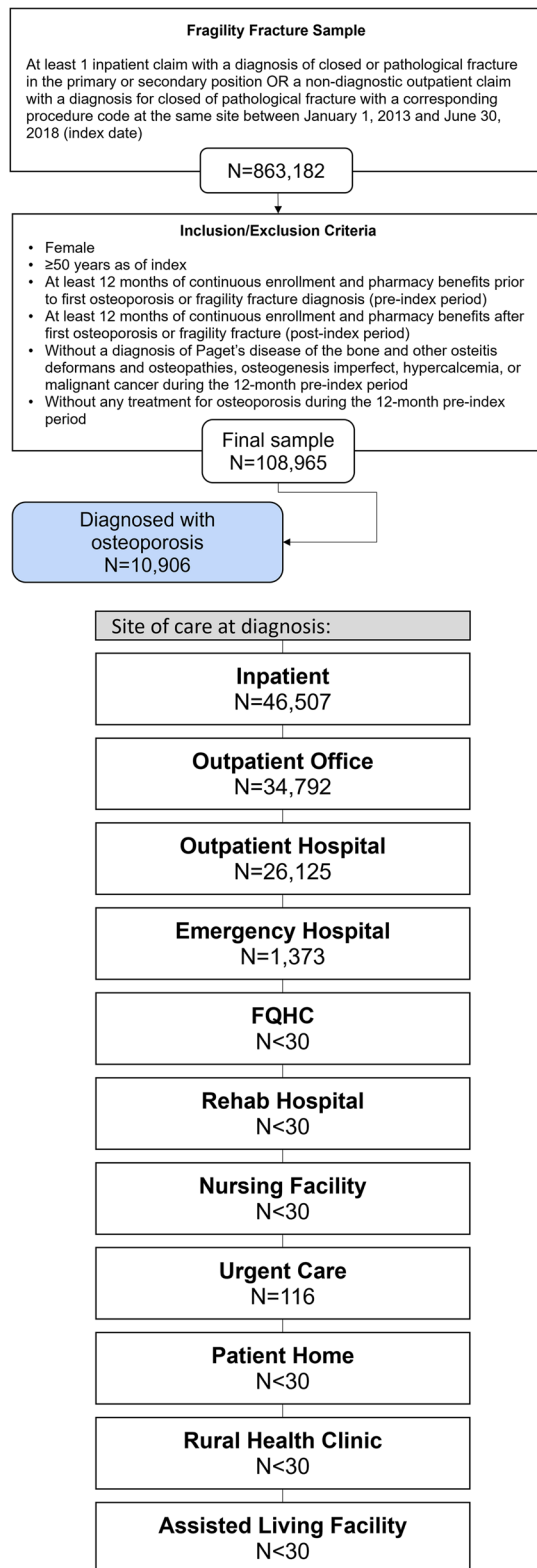 Fragility Fracture Sample
At least 1 inpatient claim with a diagnosis of closed or pathological fracture
in the primary or secondary position OR a non-diagnostic outpatient claim
with a diagnosis for closed of pathological fracture with a corresponding
procedure code at the same site between January 1, 2013 and June 30,
2018 (index date)
N=863,182
Inclusion/Exclusion Criteria
• Female
• ≥50 years as of index
• At least 12 months of continuous enrollment and pharmacy benefits prior
to first osteoporosis or fragility fracture diagnosis (pre-index period)
• At least 12 months of continuous enrollment and pharmacy benefits after
first osteoporosis or fragility fracture (post-index period)
• Without a diagnosis of Paget’s disease of the bone and other osteitis
deformans and osteopathies, osteogenesis imperfect, hypercalcemia, or
malignant cancer during the 12-month pre-index period
• Without any treatment for osteoporosis during the 12-month pre-index
period
Final sample
N=108,965
Diagnosed with
osteoporosis
N=10,906
Site of care at diagnosis:
Inpatient
N=46,507
Outpatient Office
N=34,792
Outpatient Hospital
N=26,125
Emergency Hospital
N=1,373
FQHC
N<30
Rehab Hospital
N<30
Nursing Facility
N<30
Urgent Care
N=116
Patient Home
N<30
Rural Health Clinic
N<30
Assisted Living Facility
N<30